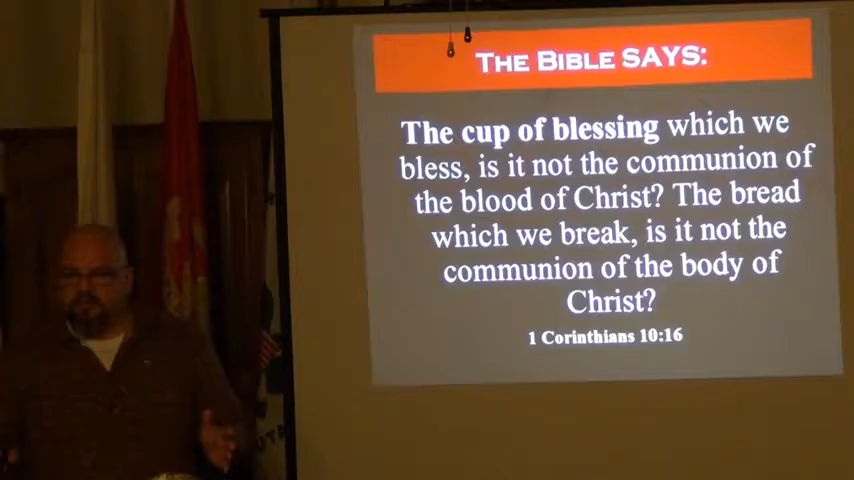 THE BIBLE SAYS:
The cup of blessing which we
bless, is it not the communion of
the blood of Christ? The bread
which we break, is it not the
communion of the body of
Christ?
1 Corinthians 10:16